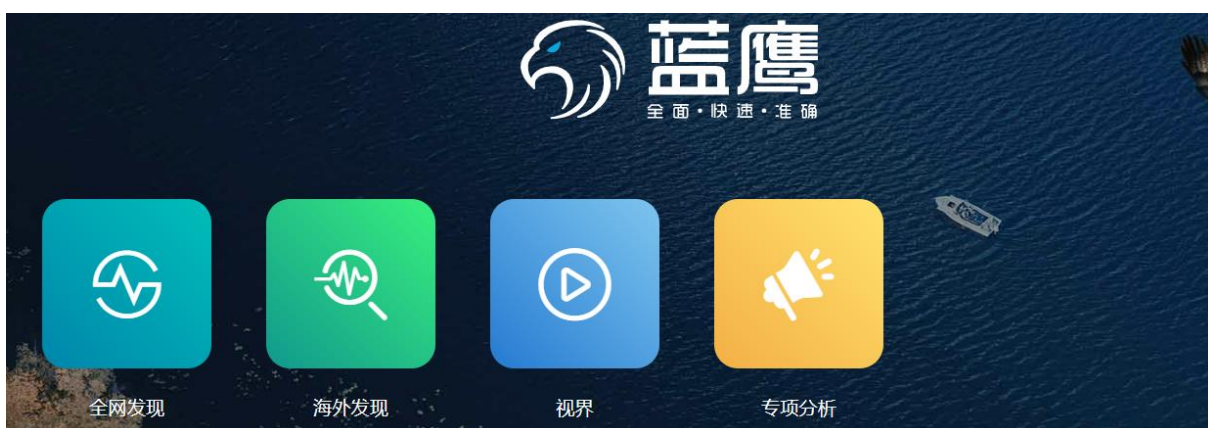 蓝鹰
全面·快速·准确
全网发现
海外发现
视界
专项分析